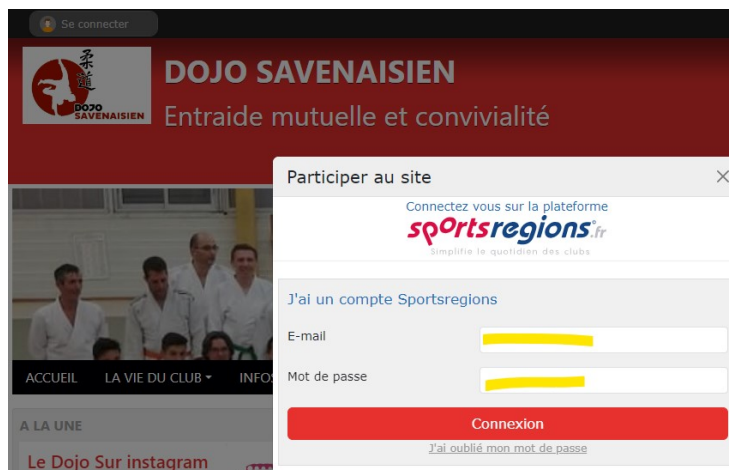 Se connecter
柔道
DOJO
SAVENAISIEN
DOJO SAVENAISIEN
Entraide mutuelle et convivialité
Participer au site
Connectez vous sur la plateforme
sportsregions.fr
Simplifie le quotidien des clubs
J'ai un compte Sportsregions
E-mail
Mot de passe
Connexion
J'ai oublié mon mot de passe
ACCUEIL LA VIE DU CLUB INFOS
A LA UNE
Le Dojo Sur instagram